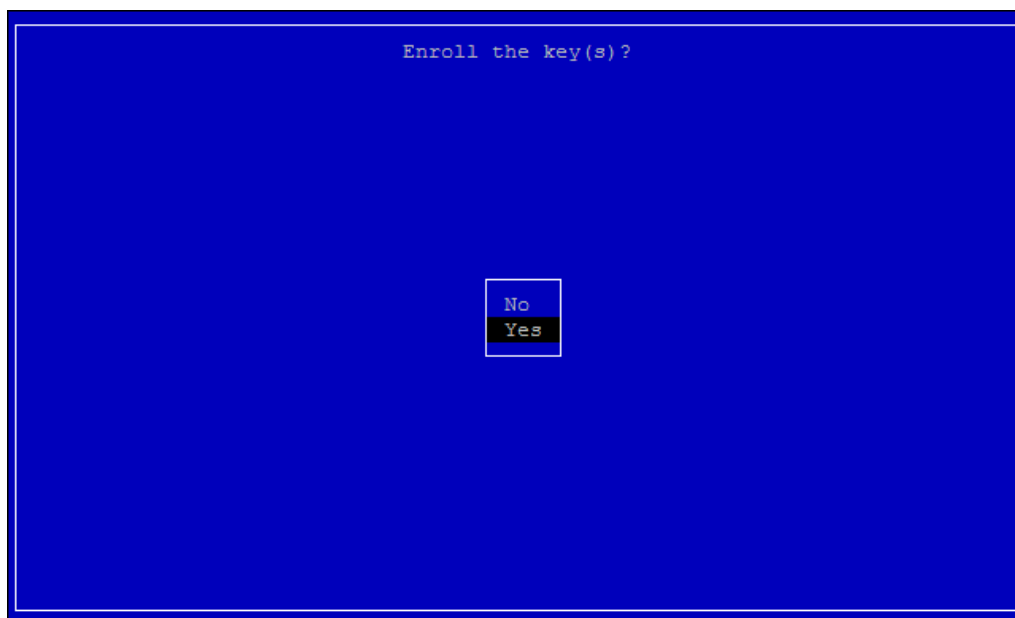 Enroll the key(s)?
No
Yes